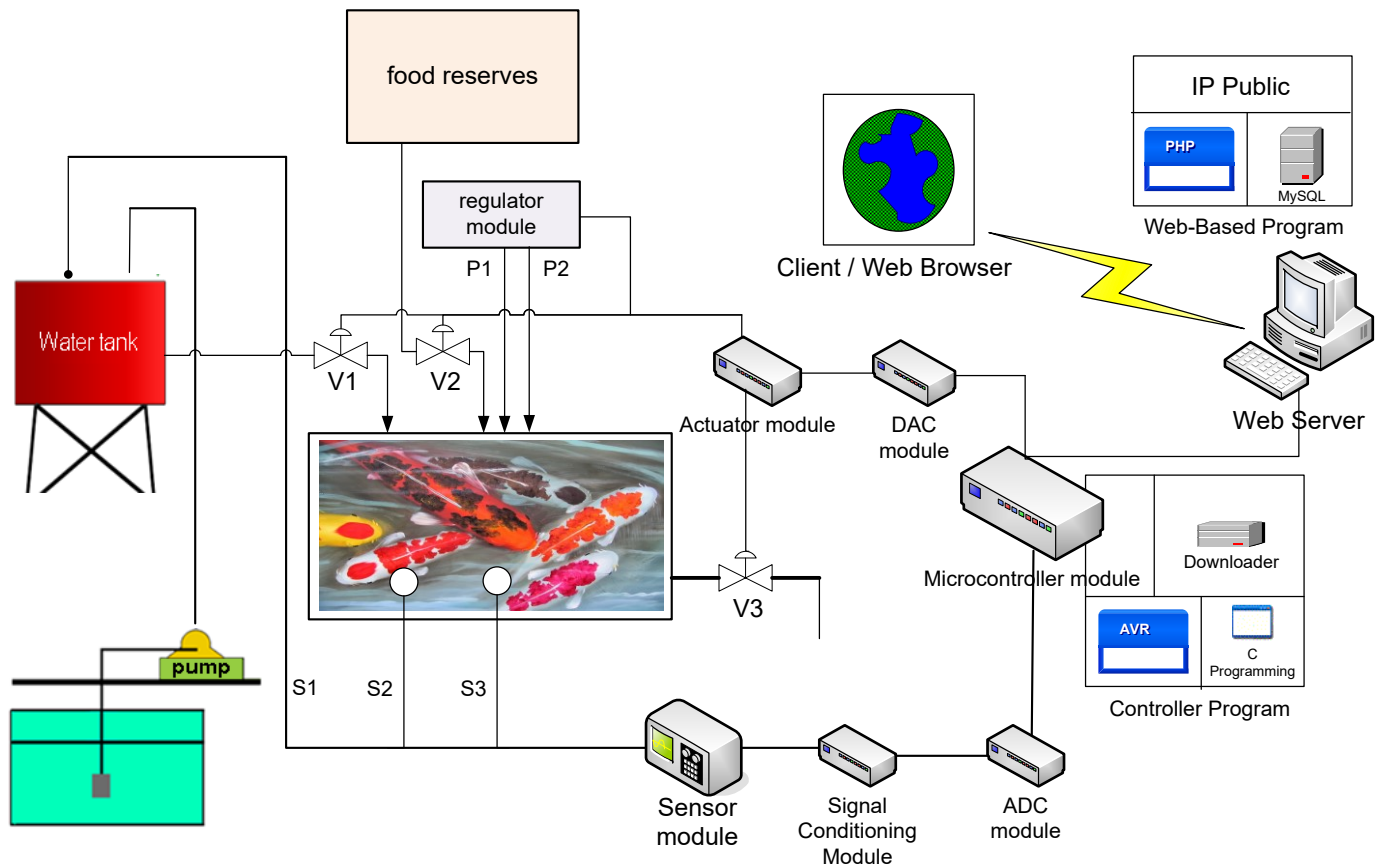 food reserves
IP Public
PHP
MySQL
Web-Based Program
regulator
module
P1
P2
Client / Web Browser
Water tank
V1
V2
Actuator module
DAC
module
Web Server
Microcontroller module
Downloader
AVR
C
Programming
Controller Program
V3
pump
S1
S2
S3
Sensor
module
Signal
Conditioning
Module
ADC
module